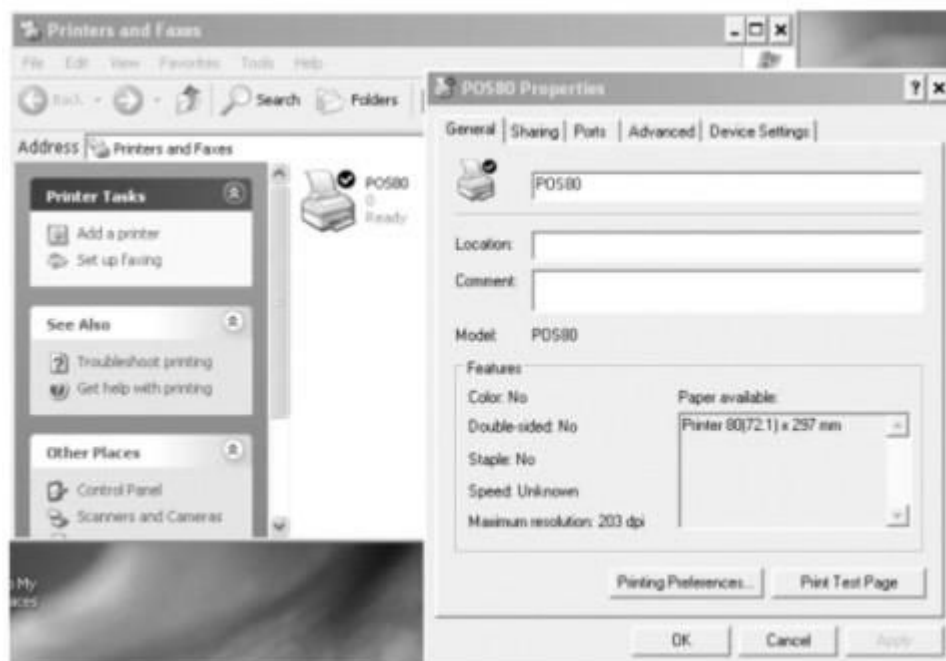 Printers and Faxes
File Edit View Favorites Tools Help
Back
Search
Folders
Address
Printers and Faxes
Printer Tasks
Add a printer
Set up faxing
See Also
Troubleshoot printing
Get help with printing
Other Places
Control Panel
Scanners and Cameras
POS80
0
Ready
My
POS80 Properties
General
Sharing
Ports
Advanced
Device Settings
POS80
Location:
Comment:
Model: POS80
Features
Color: No
Double-sided: No
Staple: No
Speed: Unknown
Maximum resolution: 203 dpi
Paper available:
Printer 80(72.1) x 297 mm
Printing Preferences...
Print Test Page
OK
Cancel
Apply